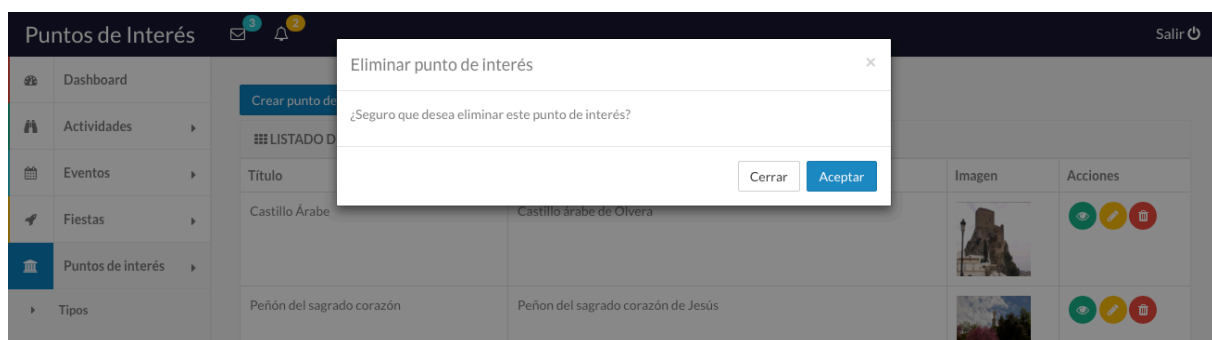 Puntos de Interés 3 2 Salir
Eliminar punto de interés ×
Dashboard
Crear punto de
¿Seguro que desea eliminar este punto de interés?
Actividades
LISTADO D
Cerrar Aceptar
Eventos
Título Imagen Acciones
Fiestas
Castillo Árabe Castillo árabe de Olvera
Puntos de interés
Tipos
Peñón del sagrado corazón Peñon del sagrado corazón de Jesús